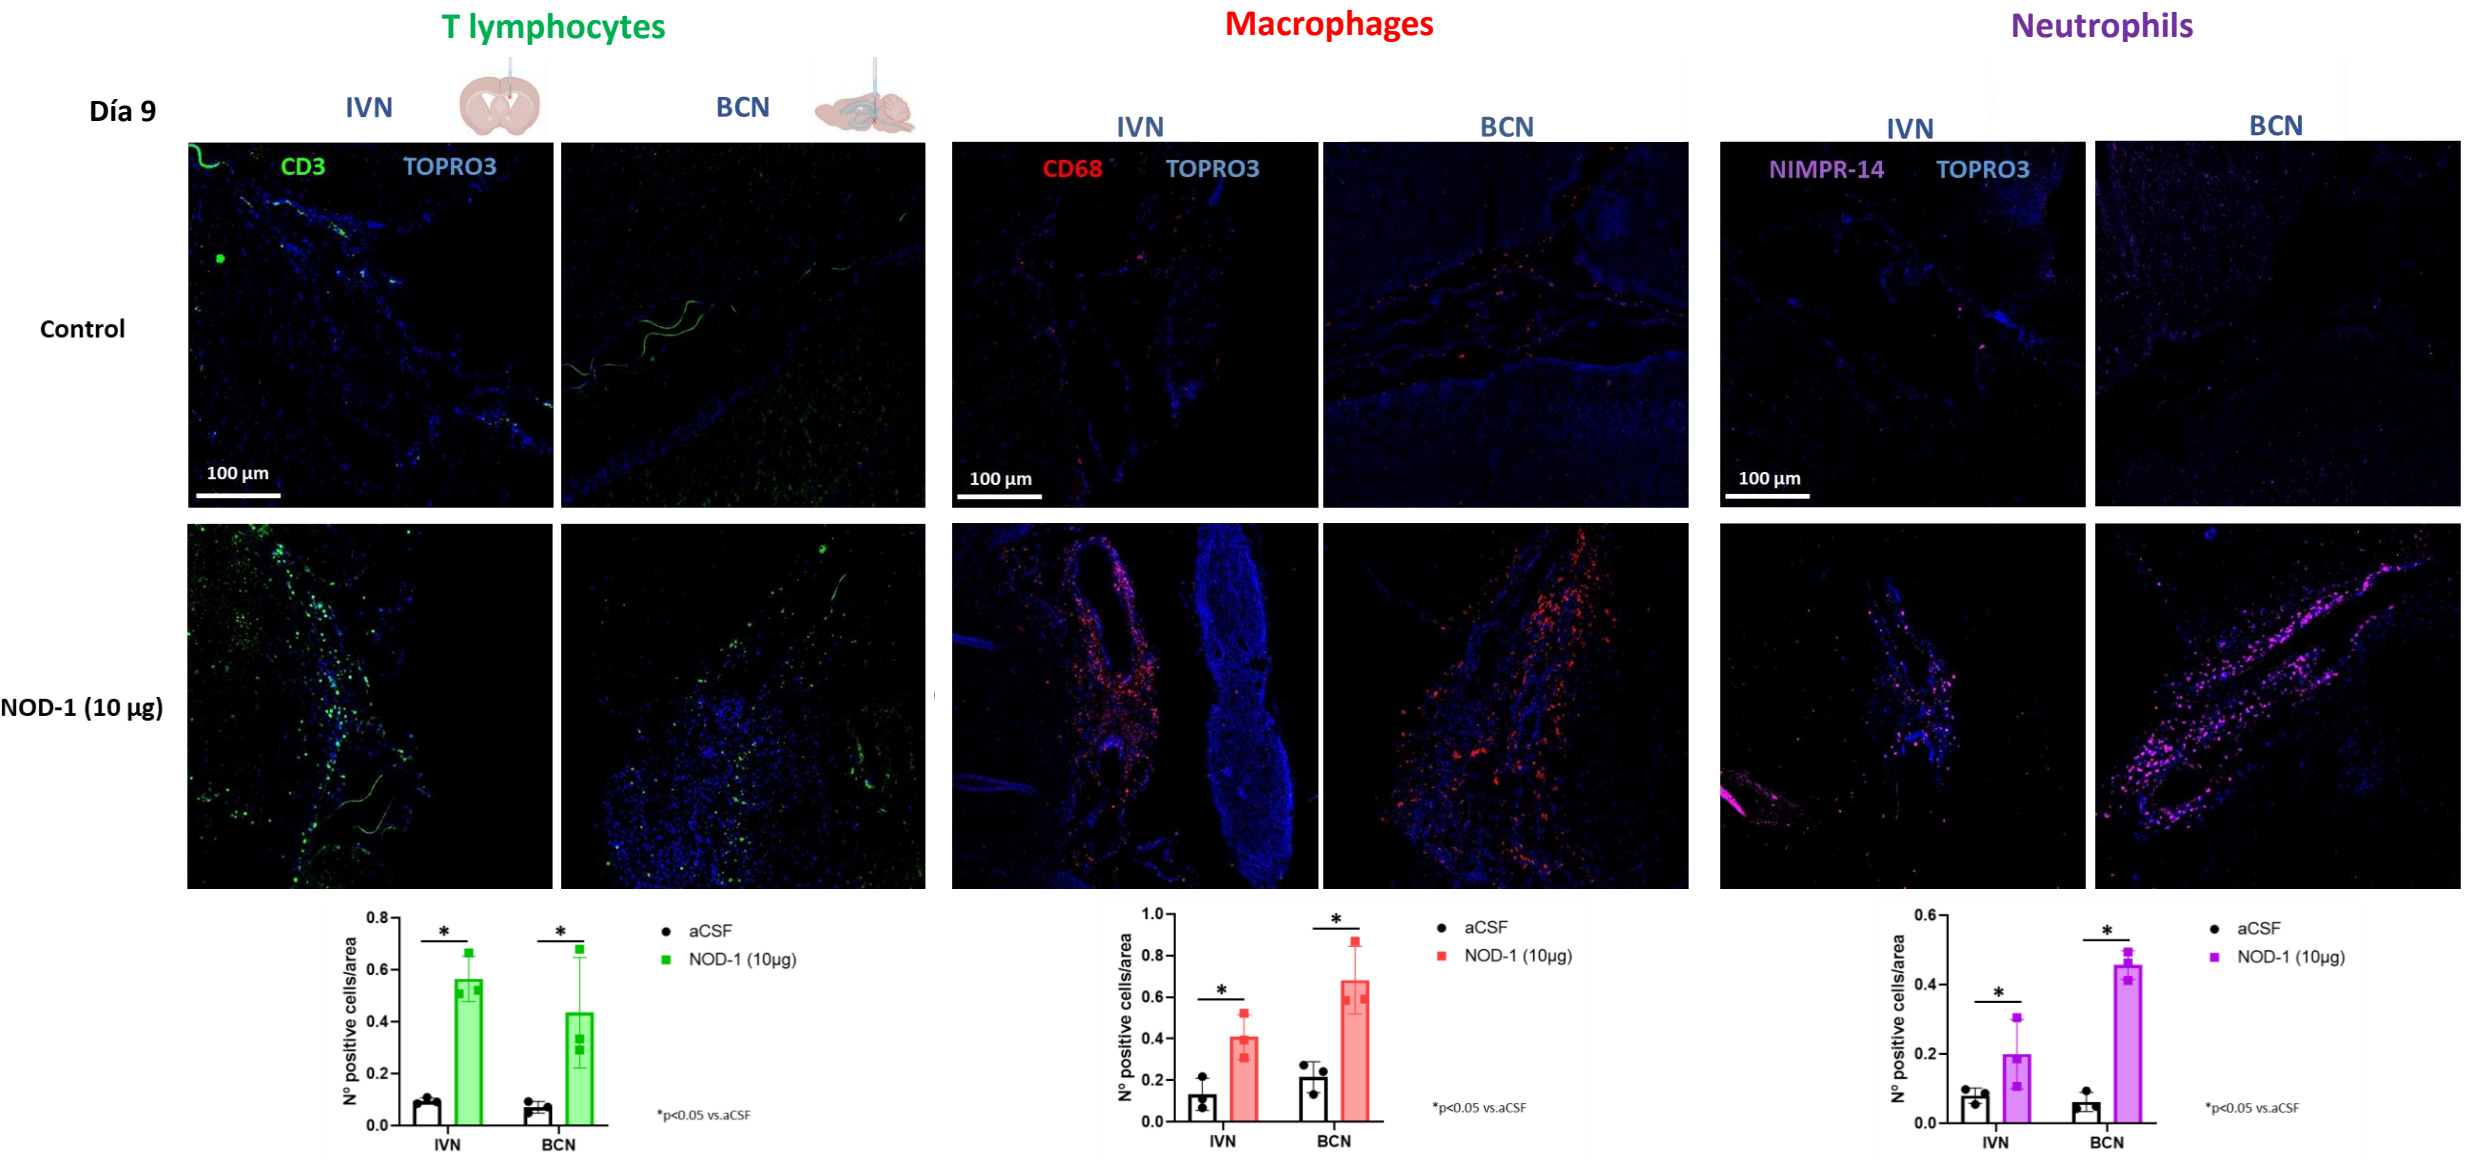 T lymphocytes
Macrophages
Neutrophils
Día 9
IVN
BCN
IVN
BCN
IVN
BCN
CD3
TOPRO3
CD68
TOPRO3
NIMPR-14
TOPRO3
Control
100 µm
100 µm
100 µm
NOD-1 (10 µg)
Nº positive cells/area
0.8
0.6
0.4
0.2
0.0
*
*
IVN
BCN
aCSF
NOD-1 (10µg)
*p<0.05 vs.aCSF
Nº positive cells/area
1.0
0.8
0.6
0.4
0.2
0.0
*
*
IVN
BCN
aCSF
NOD-1 (10µg)
*p<0.05 vs.aCSF
Nº positive cells/area
0.6
0.4
0.2
0.0
*
*
IVN
BCN
aCSF
NOD-1 (10µg)
*p<0.05 vs.aCSF